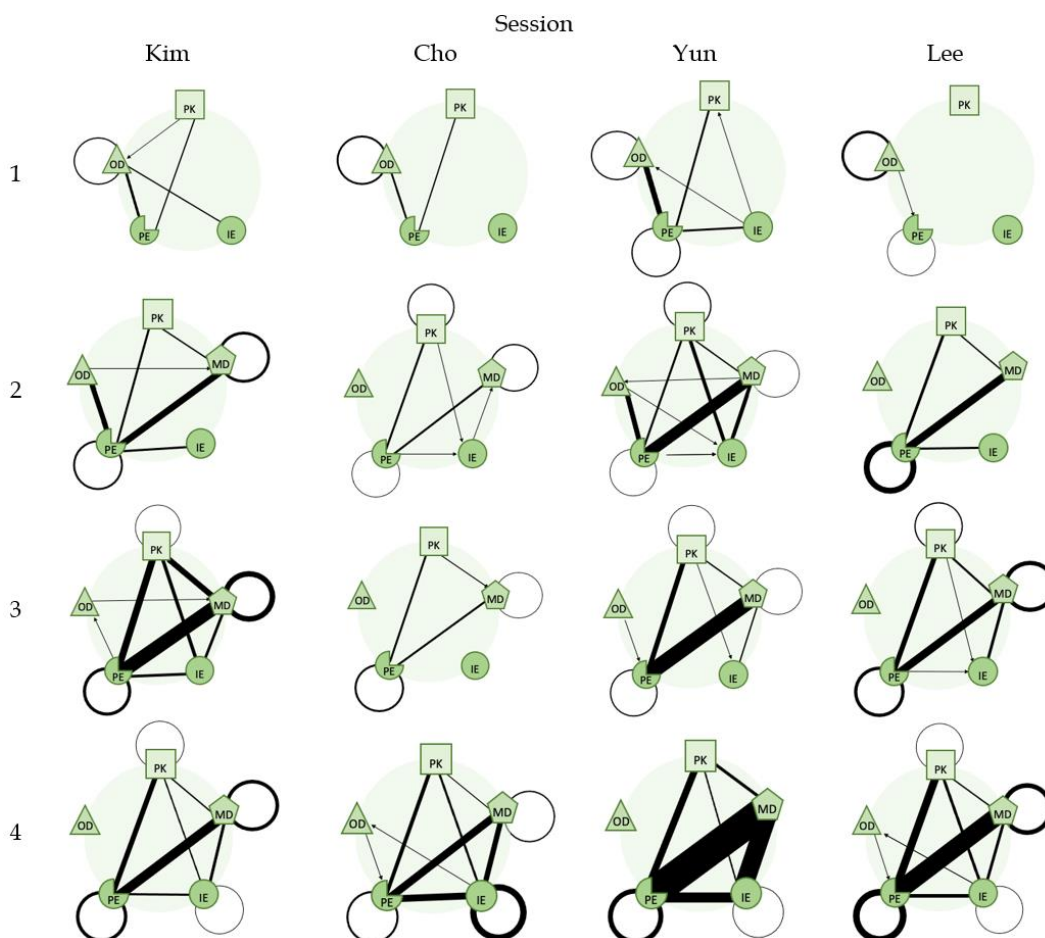 Session
Kim Cho Yun Lee
PK PK PK PK
OD OD OD OD
1
PE IE PE IE PE IE PE IE
PK PK PK PK
OD MD OD MD OD MD OD MD
2
PE IE PE IE PE IE PE IE
PK PK PK PK
OD MD OD MD OD MD OD MD
3
PE IE PE IE PE IE PE IE
PK PK PK PK
OD MD OD MD OD MD OD MD
4
PE IE PE IE PE IE PE IE